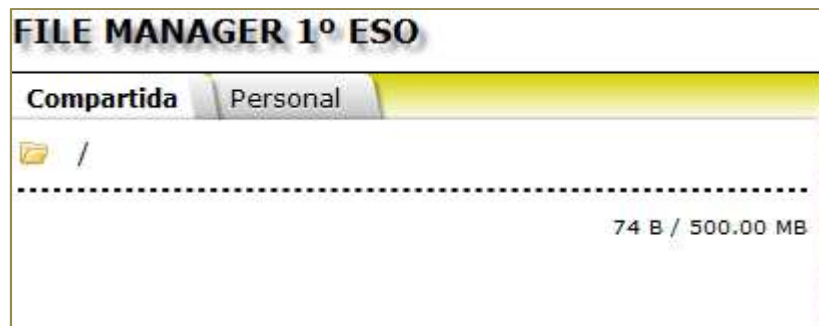 FILE MANAGER 1º ESO
Compartida Personal
/
74 B / 500.00 MB